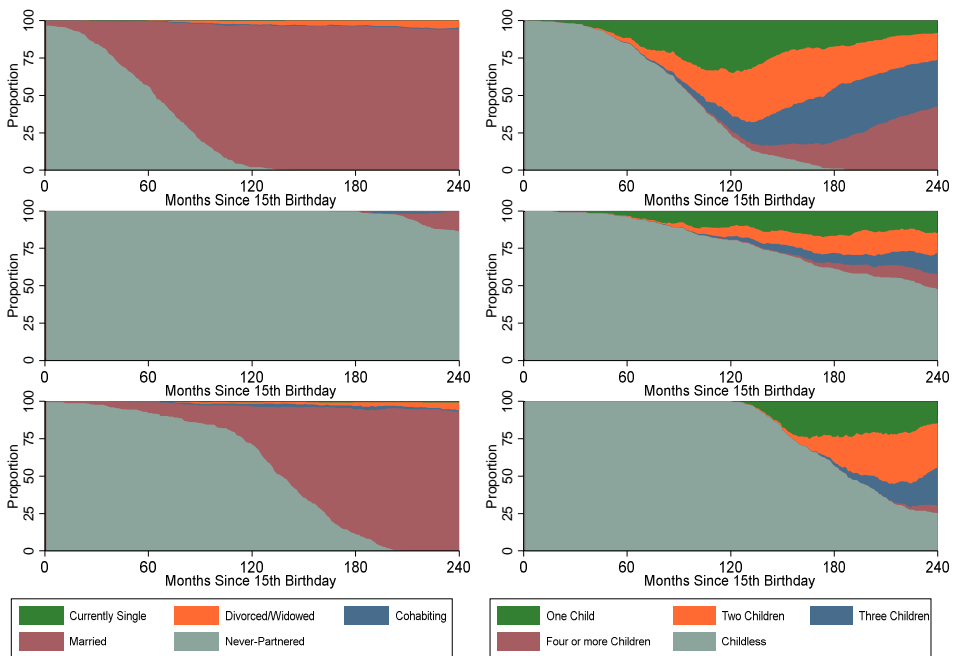 100
75
50
25
0
Proportion
0 60 120 180 240
Months Since 15th Birthday
100
75
50
25
0
Proportion
0 60 120 180 240
Months Since 15th Birthday
100
75
50
25
0
Proportion
0 60 120 180 240
Months Since 15th Birthday
100
75
50
25
0
Proportion
0 60 120 180 240
Months Since 15th Birthday
100
75
50
25
0
Proportion
0 60 120 180 240
Months Since 15th Birthday
100
75
50
25
0
Proportion
0 60 120 180 240
Months Since 15th Birthday
Currently Single Divorced/Widowed Cohabiting
Married Never-Partnered
One Child Two Children Three Children
Four or more Children Childless